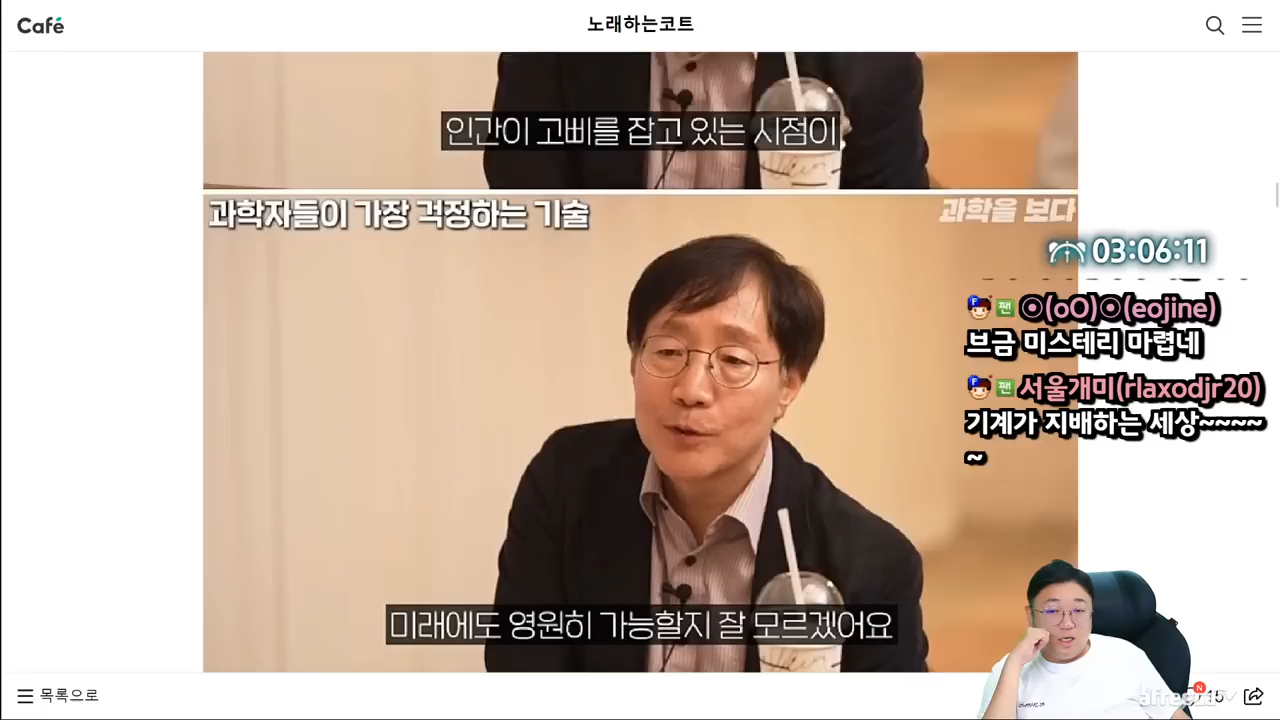 Café
노래하는코트
인간이 고삐를 잡고 있는 시점이
과학자들이 가장 걱정하는 기술
과학을 보다
03:06:11
F 팬 ⊙(oO)⊙(eojine)
브금 미스테리 마렵네
F 팬 서울개미(rlaxodjr20)
기계가 지배하는 세상~~~~
~
미래에도 영원히 가능할지 잘 모르겠어요
목록으로
N
15